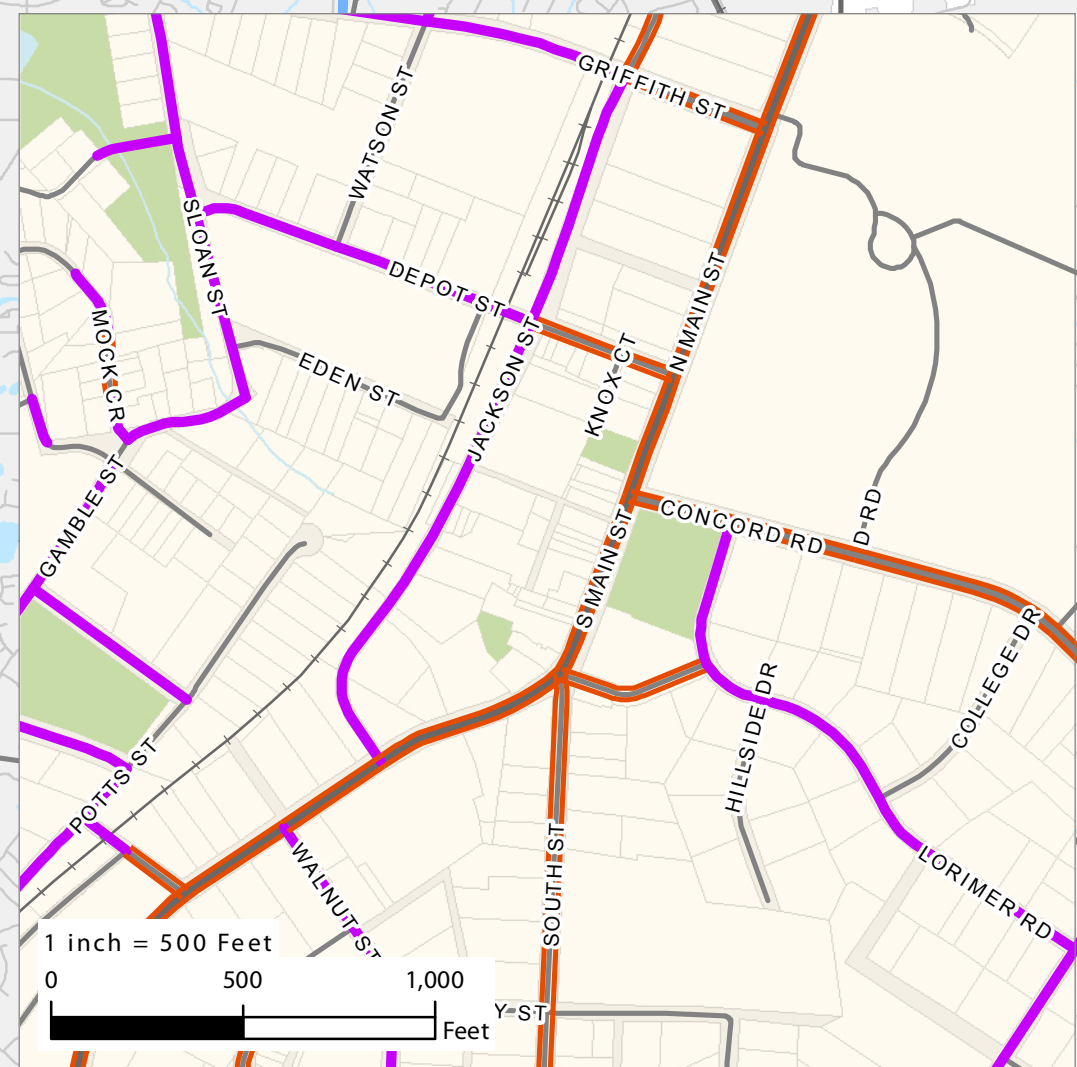 GRIFFITH ST
WATSON ST
SLOAN ST
DEPOT ST
N MAIN ST
MOCK CR
EDEN ST
JACKSON ST
KNOX CT
GAMBLE ST
CONCORD RD
D RD
S MAIN ST
COLLEGE DR
HILLSIDE DR
POTTS ST
WALNUT ST
SOUTH ST
LORIMER RD
Y ST
1 inch = 500 Feet
0 500 1,000
Feet